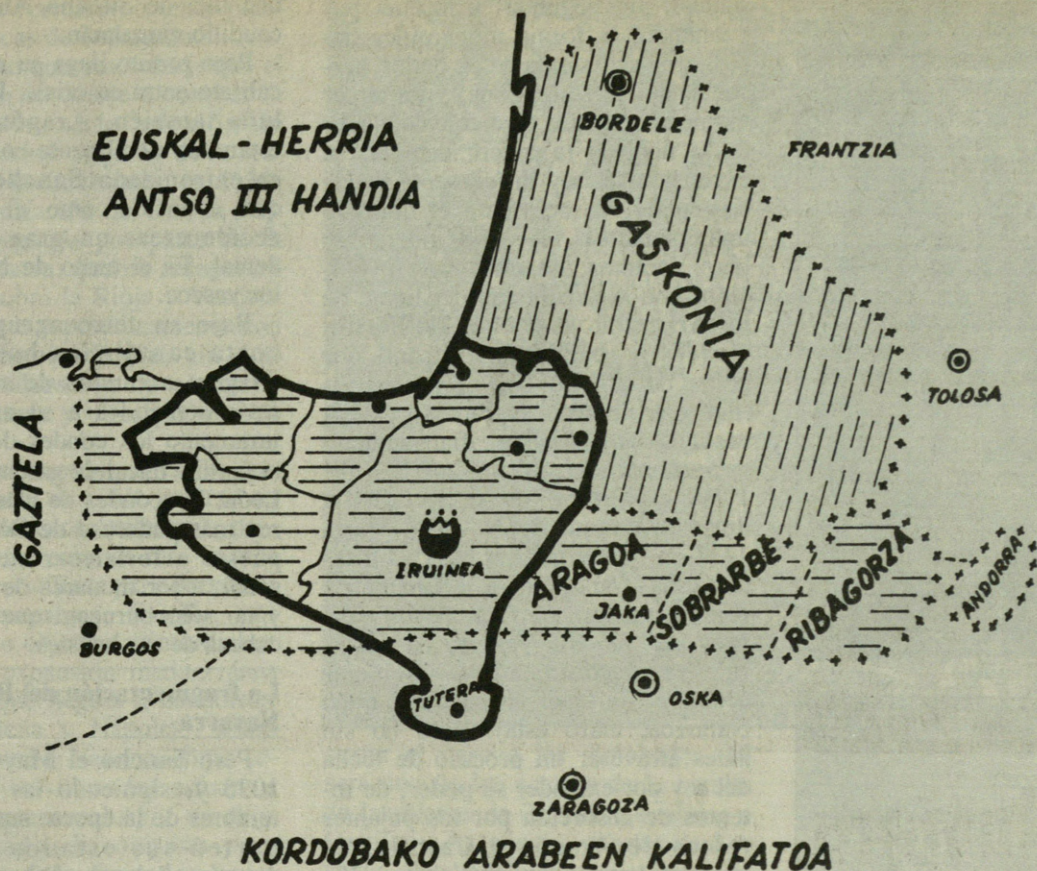 EUSKAL-HERRIA
ANTSO III HANDIA
BORDELE
FRANTZIA
GASKONIA
TOLOSA
GAZTELA
IRUINEA
ARAGOA
JAKA
SOBRARBE
RIBAGORZA
ANDORRA
BURGOS
TUTERA
OSKA
ZARAGOZA
KORDOBAKO ARABEEN KALIFATOA